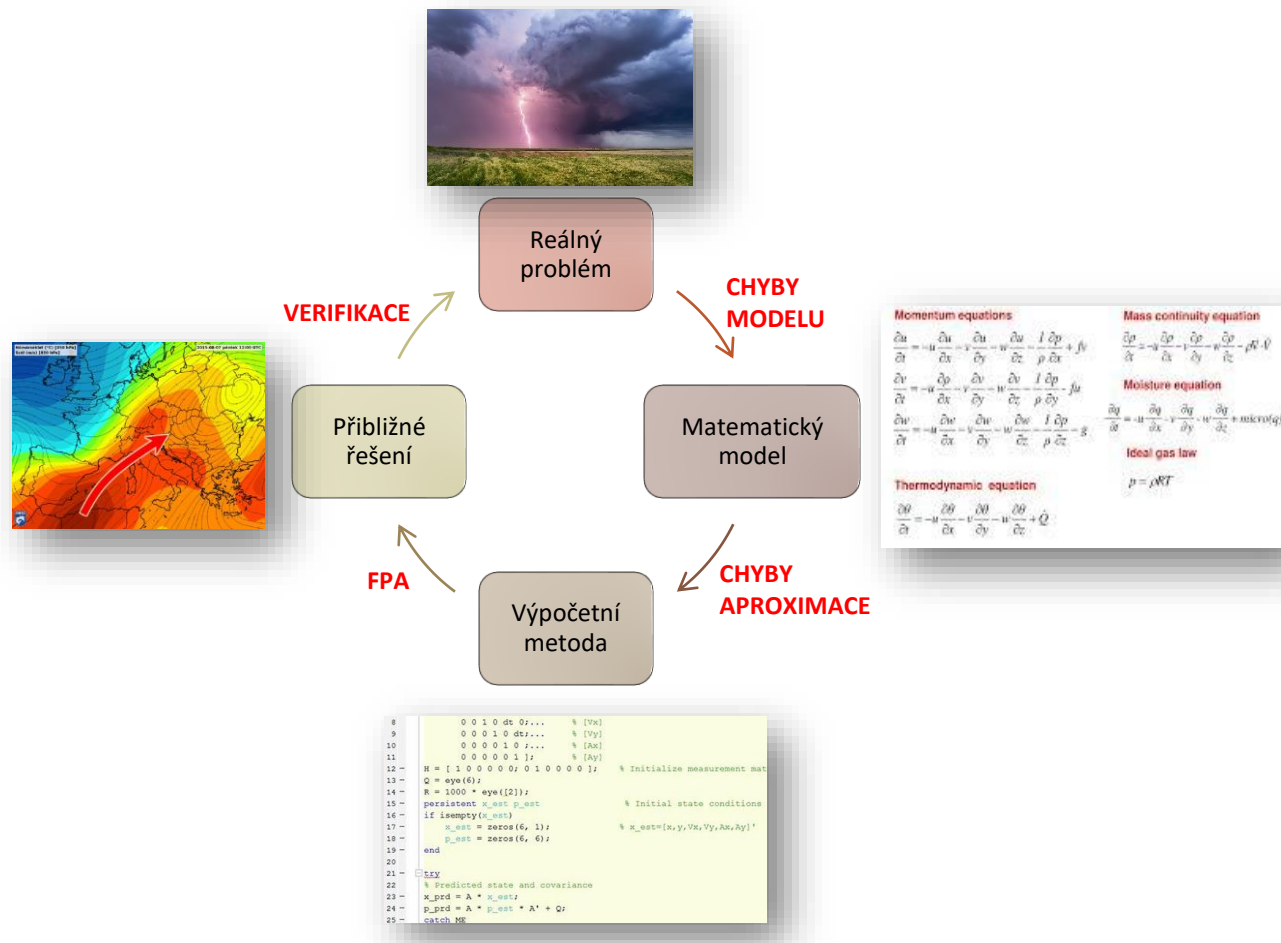 Reálný
problém
VERIFIKACE
CHYBY
MODELU
Přibližné
řešení
Matematický
model
Momentum equations
∂u/∂t = -u ∂u/∂x - v ∂u/∂y - w ∂u/∂z - 1/ρ ∂p/∂x + fv
∂v/∂t = -u ∂ρ/∂x - v ∂v/∂y - w ∂v/∂z - 1/ρ ∂p/∂y - fu
∂w/∂t = -u ∂w/∂x - v ∂w/∂y - w ∂w/∂z - 1/ρ ∂p/∂z - g
Thermodynamic equation
∂θ/∂t = -u ∂θ/∂x - v ∂θ/∂y - w ∂θ/∂z + Q̇
Mass continuity equation
Moisture equation
∂q/∂t = -u ∂q/∂x - v ∂q/∂y - w ∂q/∂z + micro(q)
Ideal gas law
p = ρRT
FPA
CHYBY
APROXIMACE
Výpočetní
metoda
8 0 0 1 0 dt 0;... % [Vx]
9 0 0 0 1 0 dt;... % [Vy]
10 0 0 0 0 1 0 ;... % [Ax]
11 0 0 0 0 0 1 ]; % [Ay]
12 – H = [ 1 0 0 0 0 0; 0 1 0 0 0 0 ]; % Initialize measurement mat
13 – Q = eye(6);
14 – R = 1000 * eye([2]);
15 – persistent x_est p_est % Initial state conditions
16 – if isempty(x_est)
17 – x_est = zeros(6, 1); % x_est=[x,y,Vx,Vy,Ax,Ay]'
18 – p_est = zeros(6, 6);
19 – end
20
21 – try
22 % Predicted state and covariance
23 – x_prd = A * x_est;
24 – p_prd = A * p_est * A' + Q;
25 – catch ME